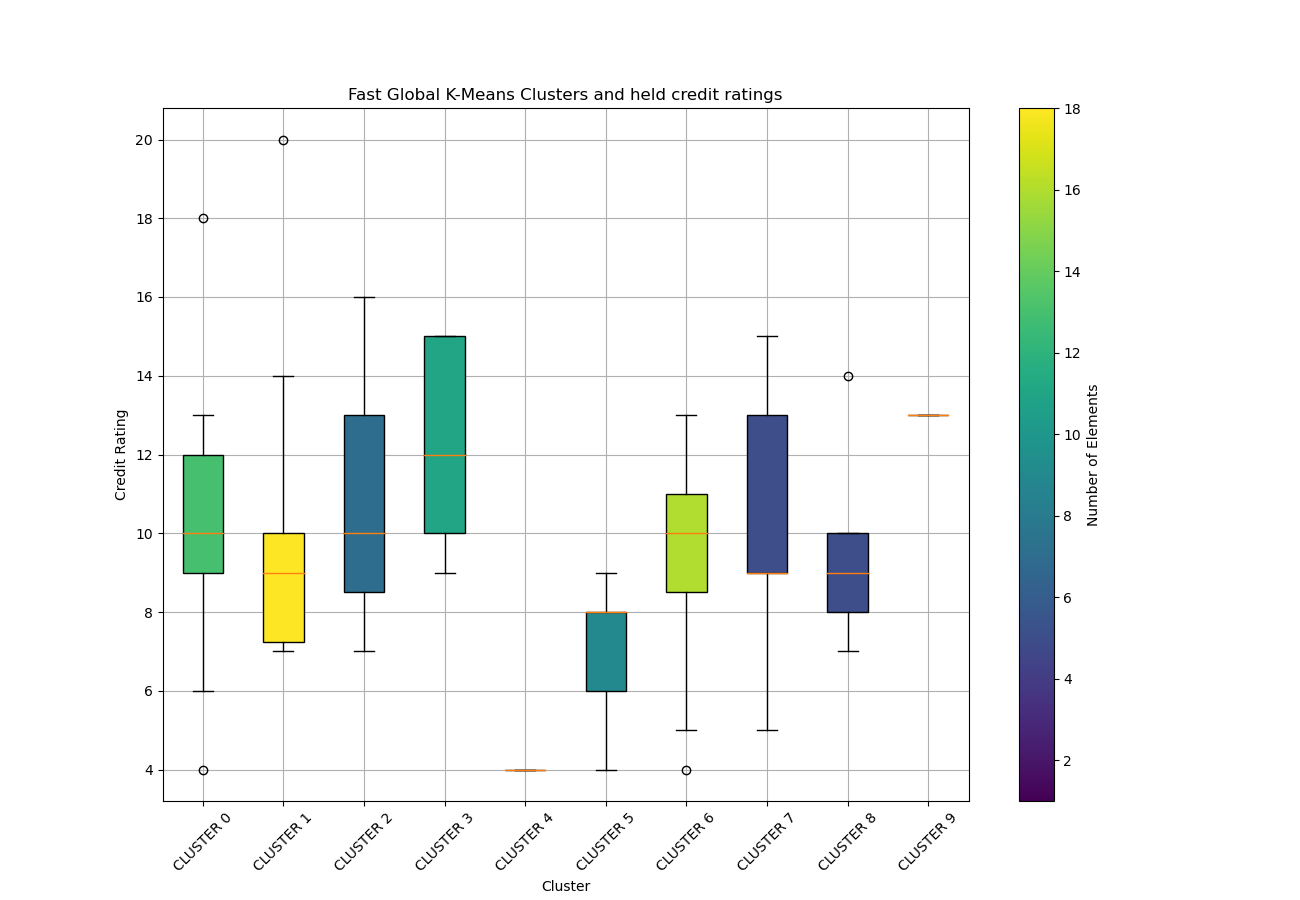 Fast Global K-Means Clusters and held credit ratings
20
18
16
14
12
10
8
6
4
Credit Rating
CLUSTER 0
CLUSTER 1
CLUSTER 2
CLUSTER 3
CLUSTER 4
CLUSTER 5
CLUSTER 6
CLUSTER 7
CLUSTER 8
CLUSTER 9
Cluster
18
16
14
12
10
8
6
4
2
Number of Elements